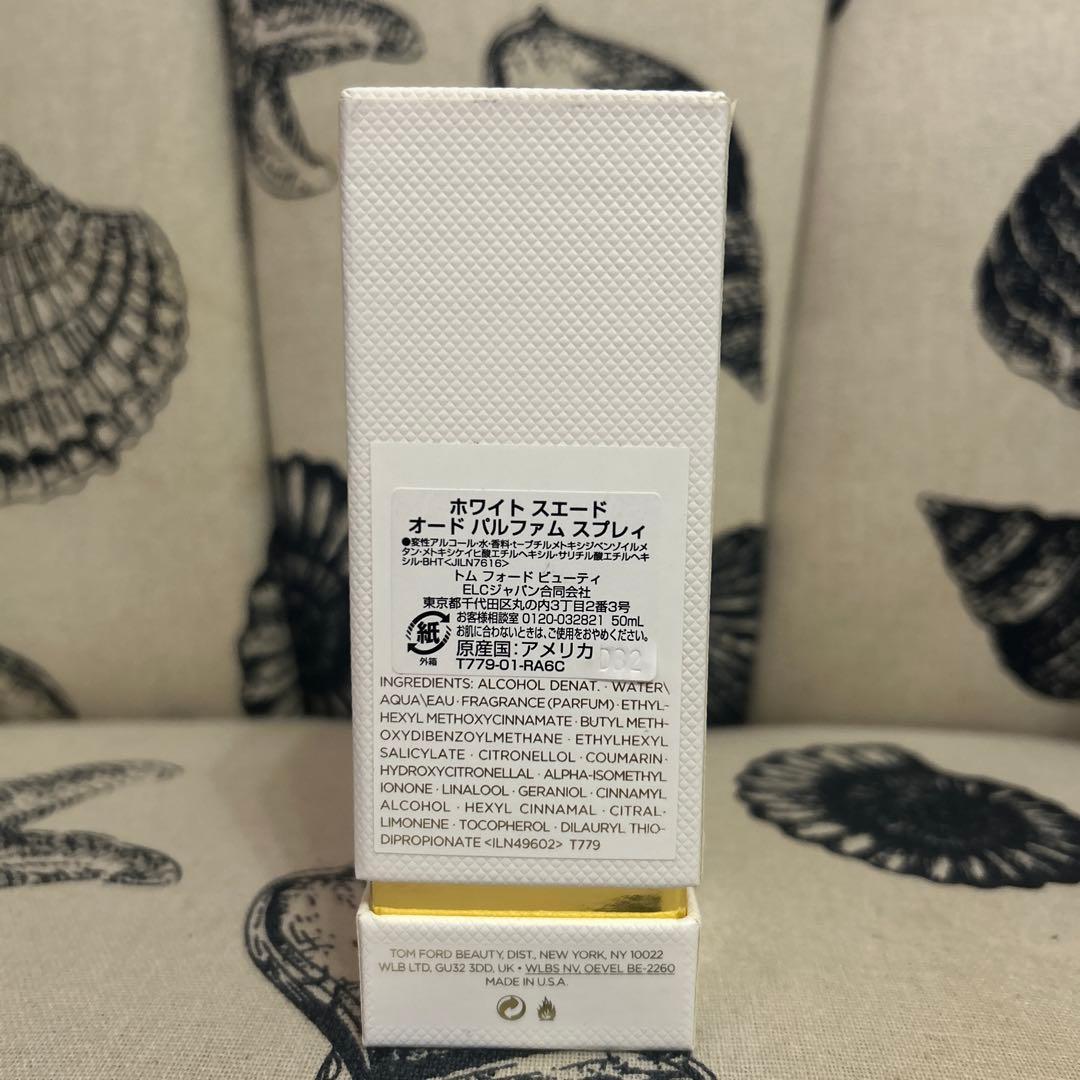 ホワイト スエード
オード パルファム スプレィ
●変性アルコール・水・香料・t-ブチルメトキシジベンゾイルメ
タン・メトキシケイヒ酸エチルヘキシル・サリチル酸エチルヘキ
シル・BHT<JILN7616>
トム フォード ビューティ
ELCジャパン合同会社
東京都千代田区丸の内3丁目2番3号
お客様相談室 0120-032821 50mL
紙 お肌に合わないときは、ご使用をおやめください。
外箱 原産国:アメリカ D32
T779-01-RA6C
INGREDIENTS: ALCOHOL DENAT. · WATER\
AQUA\EAU · FRAGRANCE (PARFUM) · ETHYL-
HEXYL METHOXYCINNAMATE · BUTYL METH-
OXYDIBENZOYLMETHANE · ETHYLHEXYL
SALICYLATE · CITRONELLOL · COUMARIN ·
HYDROXYCITRONELLAL · ALPHA-ISOMETHYL
IONONE · LINALOOL · GERANIOL · CINNAMYL
ALCOHOL · HEXYL CINNAMAL · CITRAL ·
LIMONENE · TOCOPHEROL · DILAURYL THIO-
DIPROPIONATE <ILN49602> T779
TOM FORD BEAUTY, DIST., NEW YORK, NY 10022
WLB LTD, GU32 3DD, UK • WLBS NV, OEVEL BE-2260
MADE IN U.S.A.